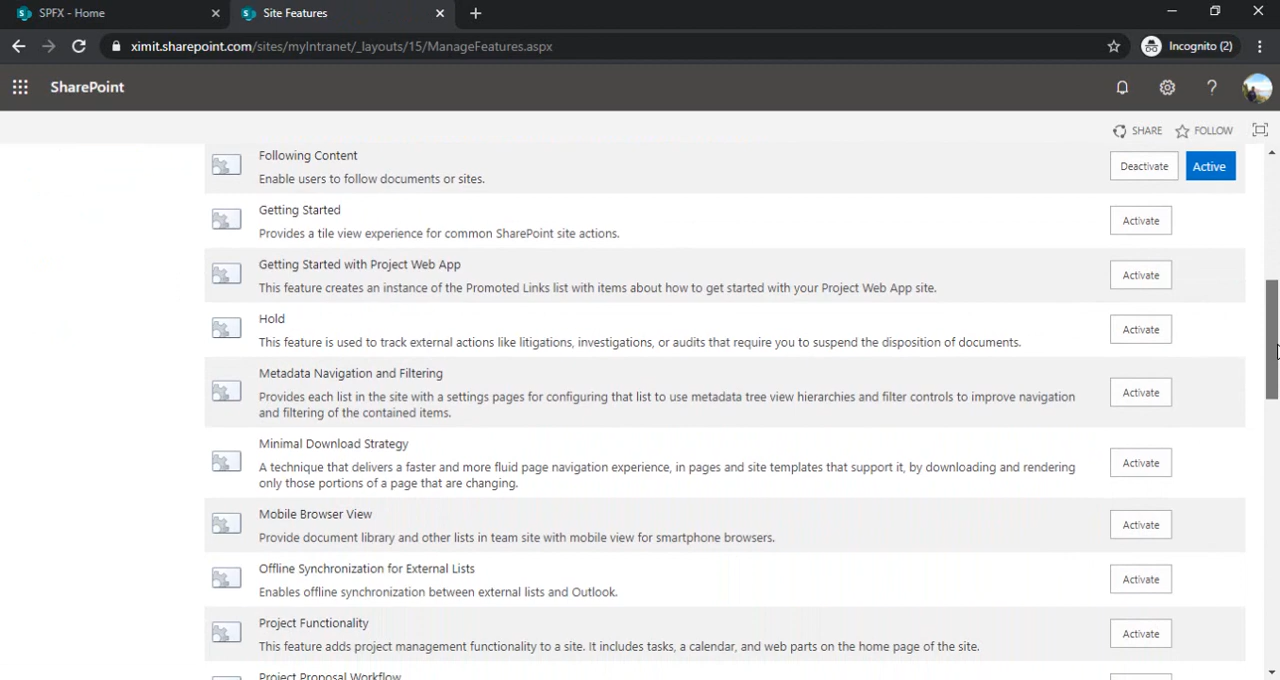 SPFX - Home
Site Features
ximit.sharepoint.com/sites/myIntranet/_layouts/15/ManageFeatures.aspx
Incognito (2)
SharePoint
SHARE
FOLLOW
Following Content
Enable users to follow documents or sites.
Deactivate
Active
Getting Started
Provides a tile view experience for common SharePoint site actions.
Activate
Getting Started with Project Web App
This feature creates an instance of the Promoted Links list with items about how to get started with your Project Web App site.
Activate
Hold
This feature is used to track external actions like litigations, investigations, or audits that require you to suspend the disposition of documents.
Activate
Metadata Navigation and Filtering
Provides each list in the site with a settings pages for configuring that list to use metadata tree view hierarchies and filter controls to improve navigation
and filtering of the contained items.
Activate
Minimal Download Strategy
A technique that delivers a faster and more fluid page navigation experience, in pages and site templates that support it, by downloading and rendering
only those portions of a page that are changing.
Activate
Mobile Browser View
Provide document library and other lists in team site with mobile view for smartphone browsers.
Activate
Offline Synchronization for External Lists
Enables offline synchronization between external lists and Outlook.
Activate
Project Functionality
This feature adds project management functionality to a site. It includes tasks, a calendar, and web parts on the home page of the site.
Activate
Project Proposal Workflow